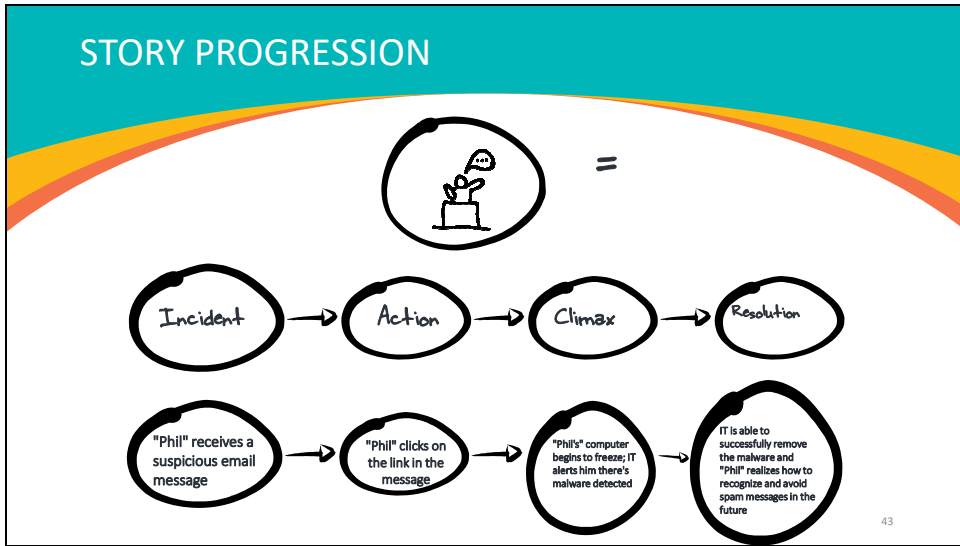 STORY PROGRESSION
...
=
Incident
Action
Climax
Resolution
"Phil" receives a
suspicious email
message
"Phil" clicks on
the link in the
message
"Phil's" computer
begins to freeze; IT
alerts him there's
malware detected
IT is able to
successfully remove
the malware and
"Phil" realizes how to
recognize and avoid
spam messages in the
future
43